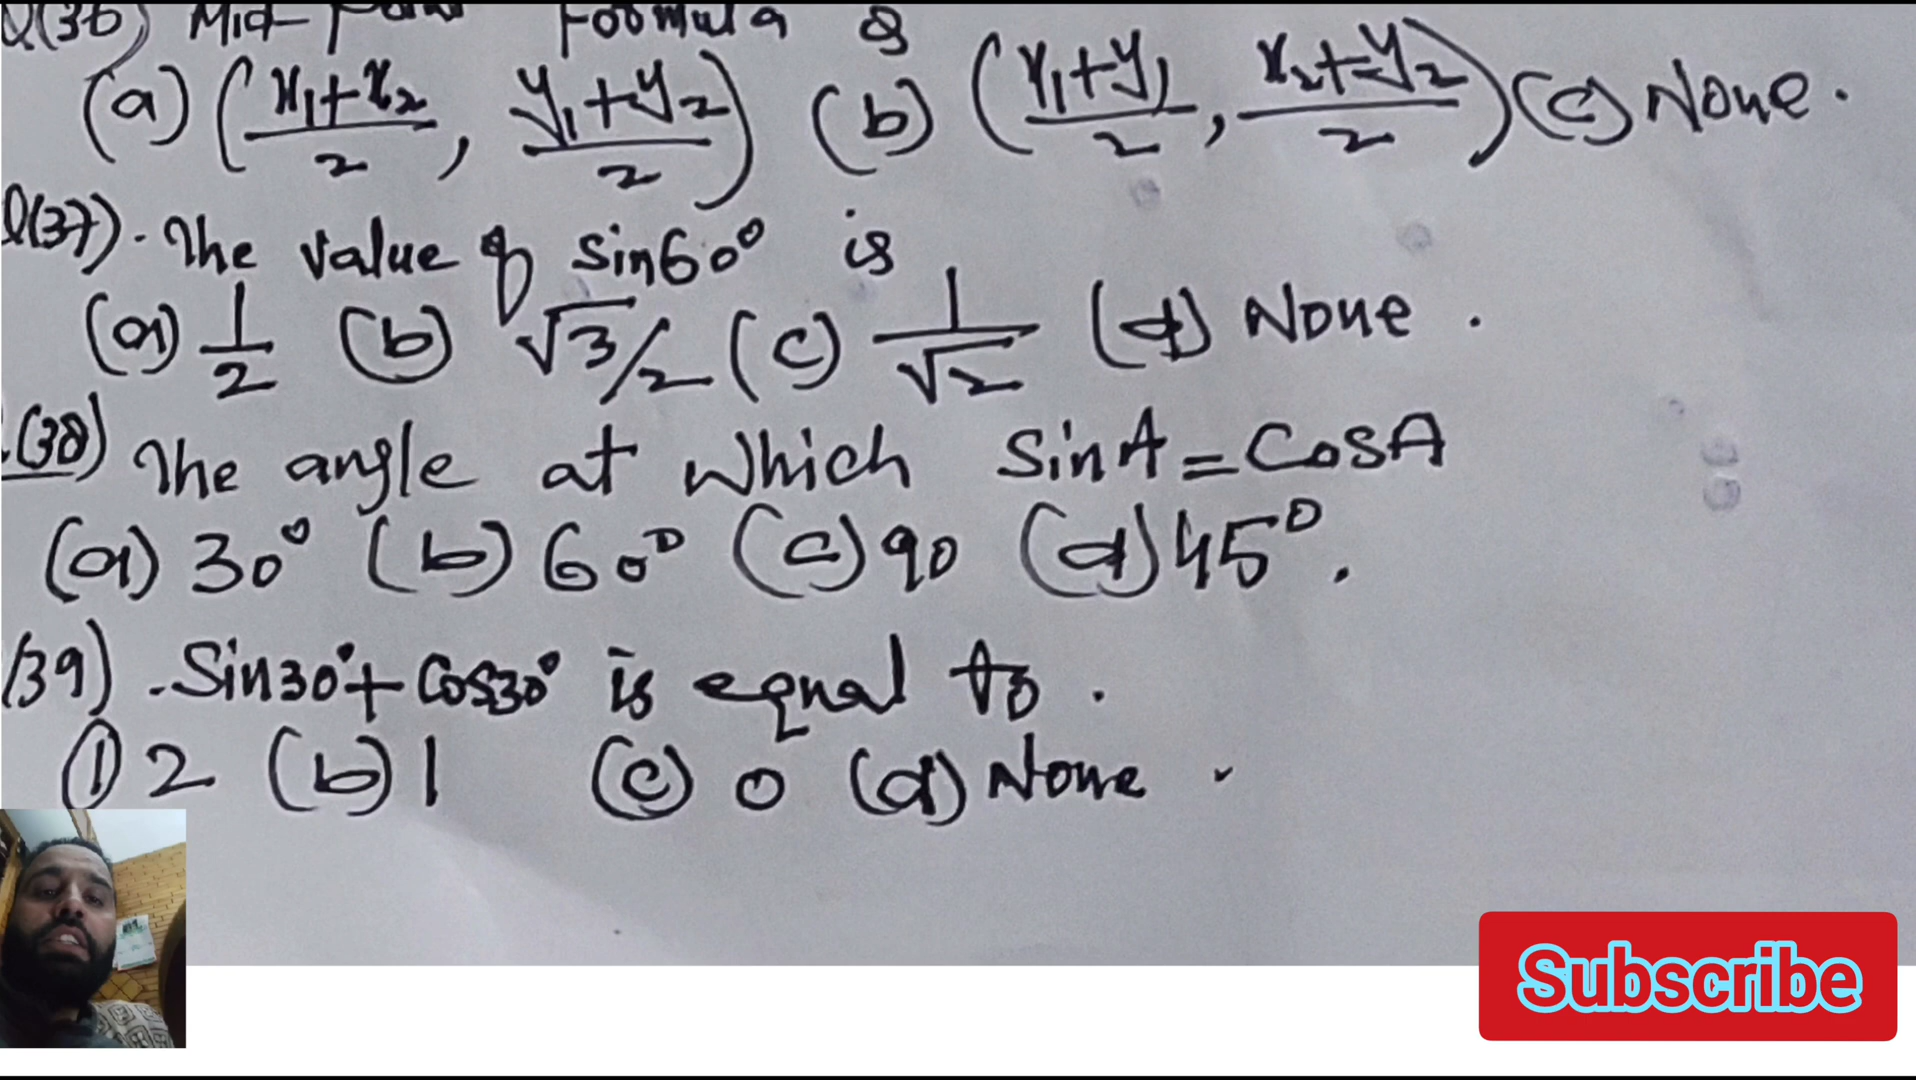 Q(36) Mid-point Formula is
(a) (x₁+x₂/2, y₁+y₂/2) (b) (x₁+y₁/2, x₂+y₂/2) (c) None.
Q(37). The value of sin60° is
(a) 1/2 (b) √3/2 (c) 1/√2 (d) None.
.(38) The angle at which SinA=CosA
(a) 30° (b) 60° (c) 90 (d) 45°.
(39). Sin30°+Cos30° is equal to.
(1) 2 (b) 1 (c) 0 (d) None.
Subscribe